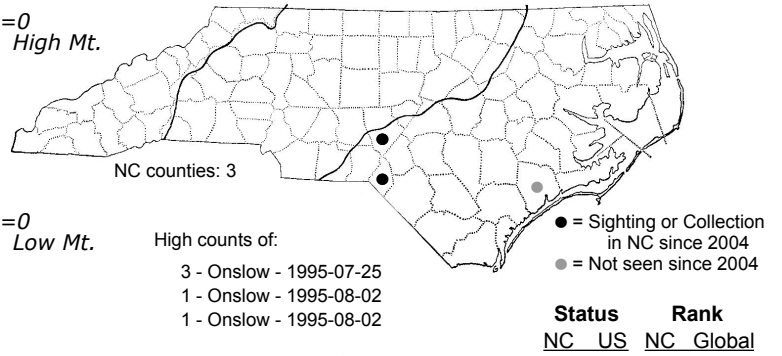 =0
High Mt.
NC counties: 3
=0
Low Mt.
High counts of:
3 - Onslow - 1995-07-25
1 - Onslow - 1995-08-02
1 - Onslow - 1995-08-02
● = Sighting or Collection
in NC since 2004
● = Not seen since 2004
Status Rank
NC US NC Global